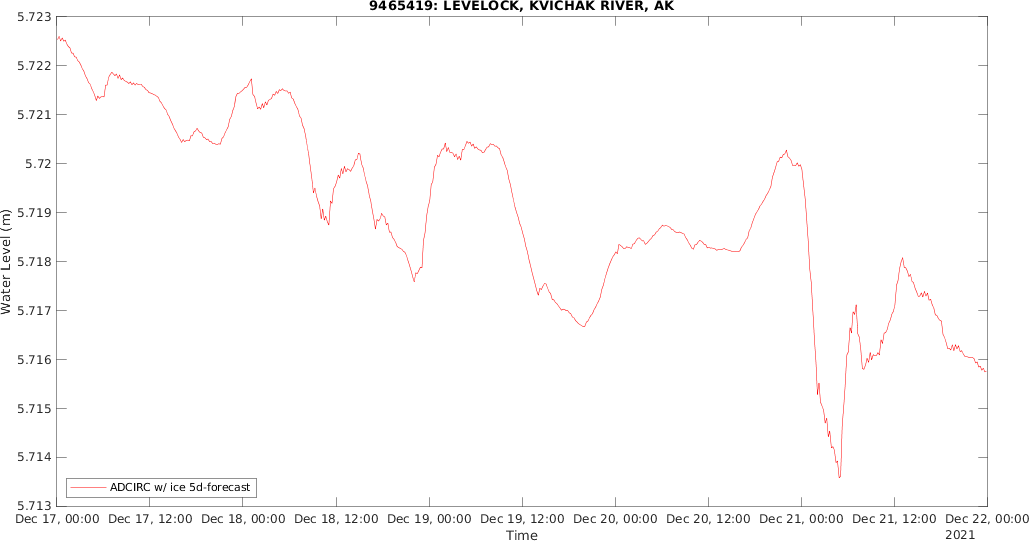 9465419: LEVELOCK, KVICHAK RIVER, AK
5.723
5.722
5.721
5.72
5.719
5.718
5.717
5.716
5.715
5.714
5.713
Water Level (m)
ADCIRC w/ ice 5d-forecast
Dec 17, 00:00 Dec 17, 12:00 Dec 18, 00:00 Dec 18, 12:00 Dec 19, 00:00 Dec 19, 12:00 Dec 20, 00:00 Dec 20, 12:00 Dec 21, 00:00 Dec 21, 12:00 Dec 22, 00:00
2021
Time